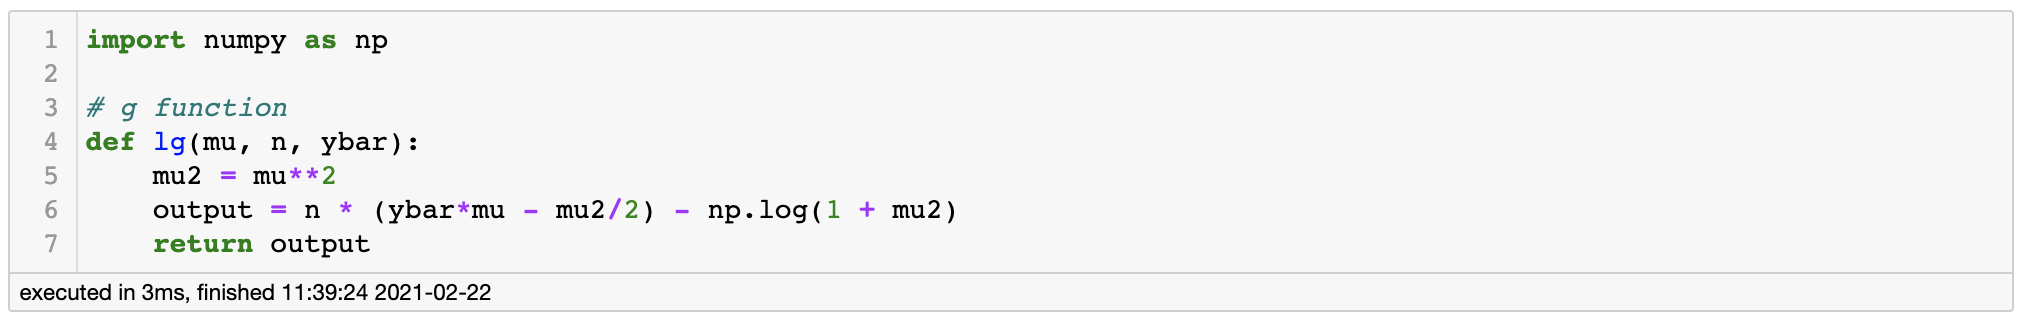 1 import numpy as np
2
3 # g function
4 def lg(mu, n, ybar):
5     mu2 = mu**2
6     output = n * (ybar*mu - mu2/2) - np.log(1 + mu2)
7     return output
executed in 3ms, finished 11:39:24 2021-02-22